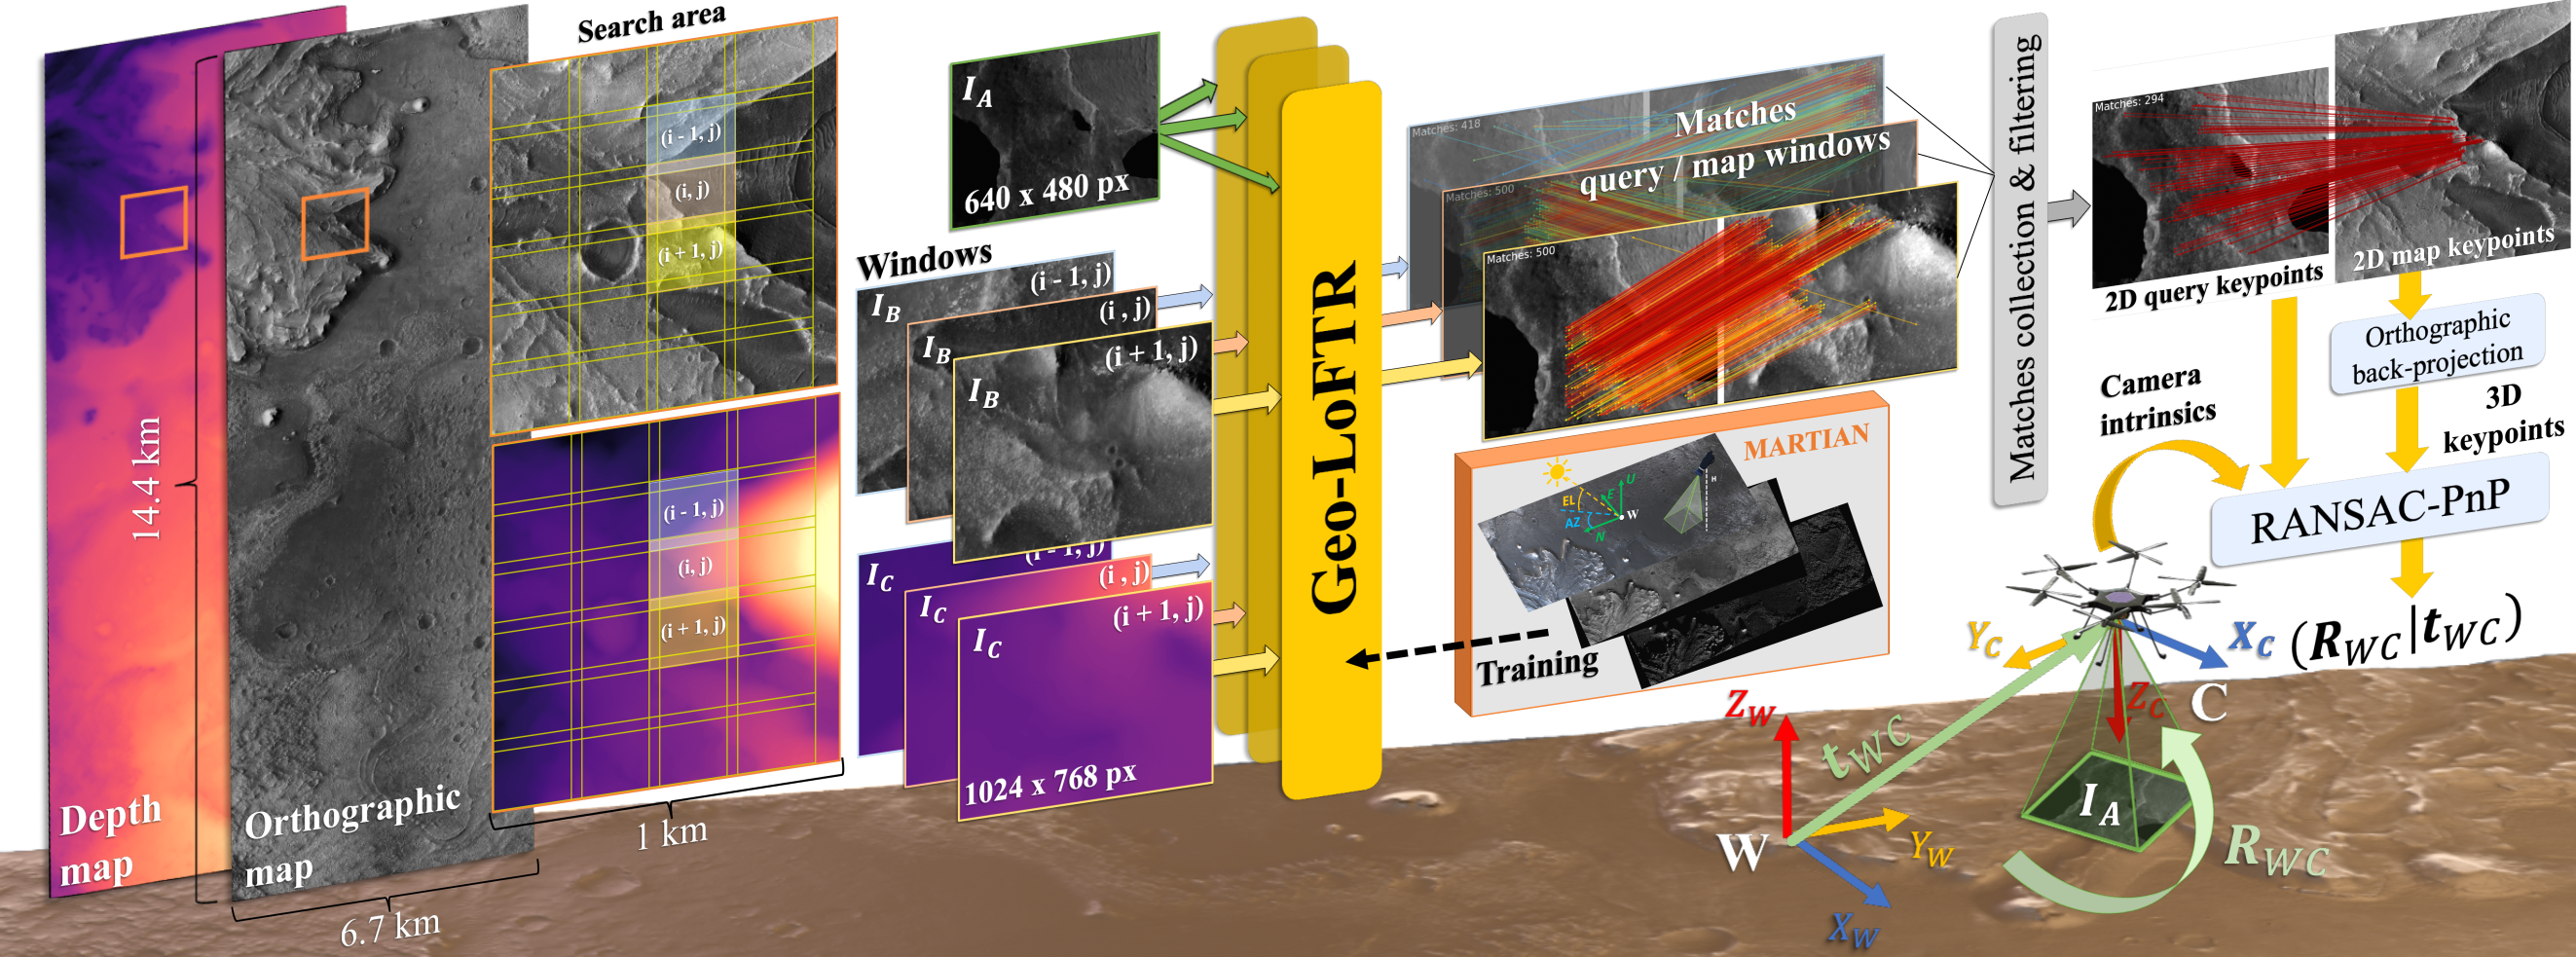 Depth
map
14.4 km
Orthographic
map
6.7 km
Search area
(i - 1, j)
(i, j)
(i + 1, j)
(i - 1, j)
(i, j)
(i + 1, j)
1 km
I_A
640 x 480 px
Windows
I_B
(i - 1, j)
I_B
(i , j)
I_B
(i + 1, j)
I_C
(i - 1, j)
I_C
(i , j)
I_C
(i + 1, j)
1024 x 768 px
Geo-LoFTR
Matches: 418
Matches
query / map windows
Matches: 500
Matches: 500
MARTIAN
EL
AZ
E
U
N
W
H
Training
Matches collection & filtering
Matches: 294
2D query keypoints
2D map keypoints
Orthographic
back-projection
Camera
intrinsics
3D
keypoints
RANSAC-PnP
(R_WC|t_WC)
Y_C
X_C
Z_C
C
I_A
R_WC
t_WC
Z_W
Y_W
X_W
W